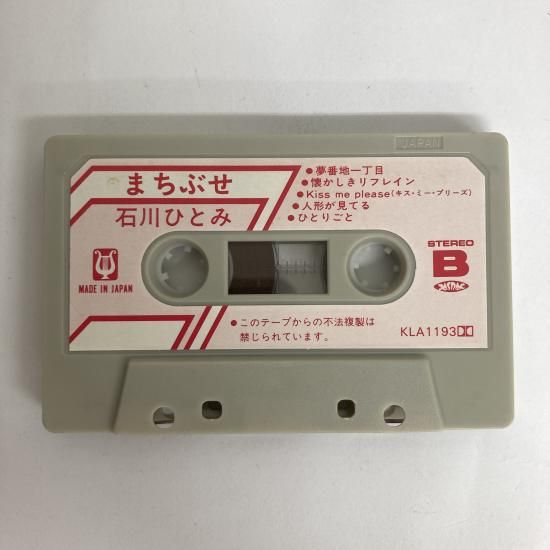 JAPAN
まちぶせ
石川ひとみ
●夢番地一丁目
●懐かしきリフレイン
●Kiss me please(キス・ミー・プリーズ)
●人形が見てる
●ひとりごと
MADE IN JAPAN
STEREO
B
JASRAC
●このテープからの不法複製は
禁じられています。
KLA1193